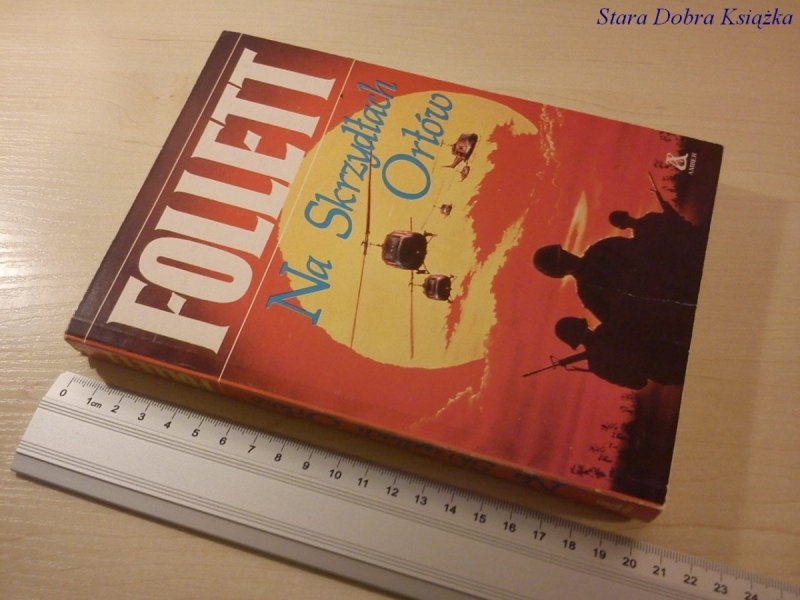 Stara Dobra Książka
FOLLETT
Na Skrzydłach
Orłów
AMBER
0 1cm 2 3 4 5 6 7 8 9 10 11 12 13 14 15 16 17 18 19 20 21 22 23 24